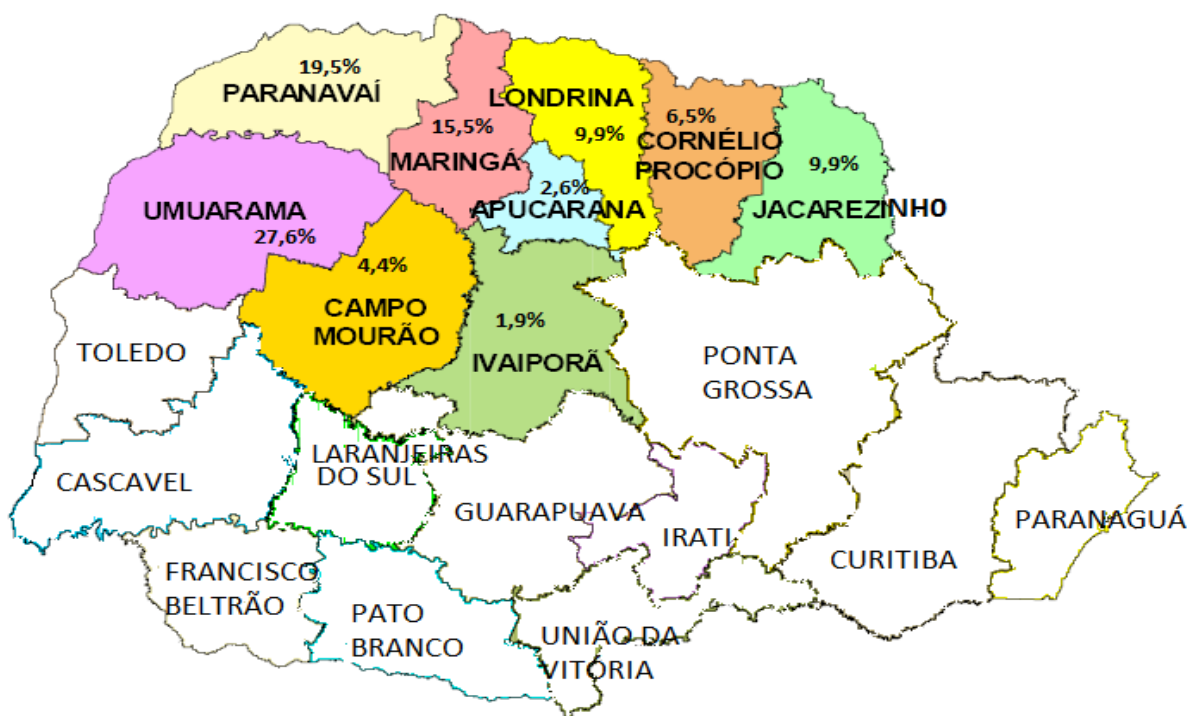 19,5%
PARANAVAÍ
LONDRINA
9,9%
6,5%
CORNÉLIO
PROCÓPIO
15,5%
MARINGÁ
9,9%
JACAREZINHO
2,6%
APUCARANA
UMUARAMA
27,6%
4,4%
CAMPO
MOURÃO
1,9%
IVAIPORÃ
TOLEDO
PONTA
GROSSA
CASCAVEL
LARANJEIRAS
DO SUL
GUARAPUAVA
IRATI
CURITIBA
PARANAGUÁ
FRANCISCO
BELTRÃO
PATO
BRANCO
UNIÃO DA
VITÓRIA